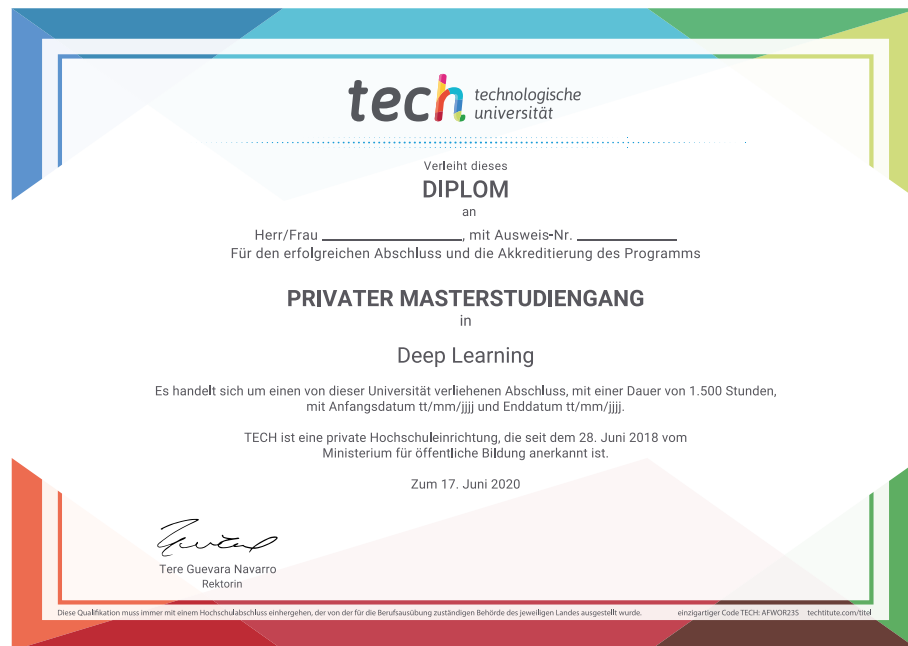 tech technologische
universität
Verleiht dieses
DIPLOM
an
Herr/Frau ____________, mit Ausweis-Nr. ____________
Für den erfolgreichen Abschluss und die Akkreditierung des Programms
PRIVATER MASTERSTUDIENGANG
in
Deep Learning
Es handelt sich um einen von dieser Universität verliehenen Abschluss, mit einer Dauer von 1.500 Stunden,
mit Anfangsdatum tt/mm/jjjj und Enddatum tt/mm/jjjj.
TECH ist eine private Hochschuleinrichtung, die seit dem 28. Juni 2018 vom
Ministerium für öffentliche Bildung anerkannt ist.
Zum 17. Juni 2020
Tere Guevara Navarro
Rektorin
Diese Qualifikation muss immer mit einem Hochschulabschluss einhergehen, der von der für die Berufsausübung zuständigen Behörde des jeweiligen Landes ausgestellt wurde. einzigartiger Code TECH: AFWOR23S techtitute.com/titel